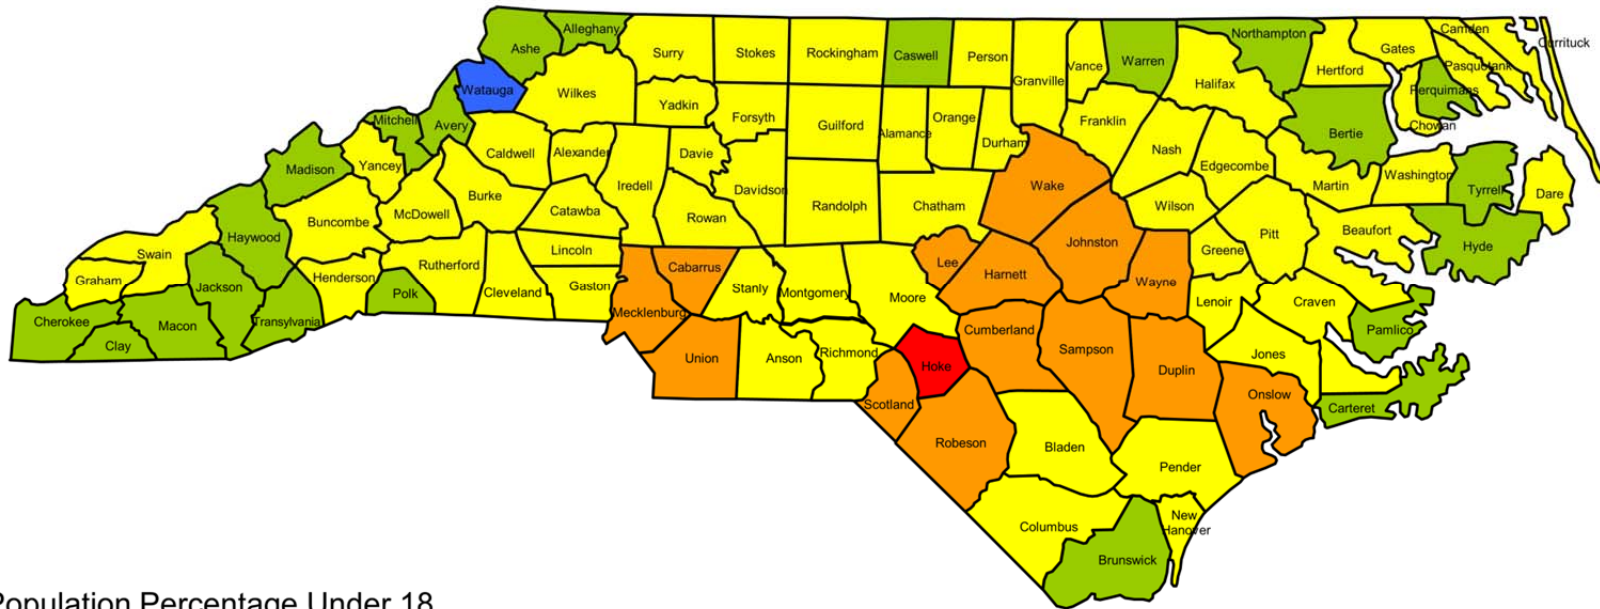 Ashe
Alleghany
Surry
Stokes
Rockingham
Caswell
Person
Granville
Vance
Warren
Northampton
Halifax
Hertford
Gates
Camden
Currituck
Pasquotank
Perquimans
Chowan
Bertie
Watauga
Wilkes
Yadkin
Forsyth
Guilford
Alamance
Orange
Durham
Franklin
Nash
Edgecombe
Martin
Washington
Tyrrell
Dare
Mitchell
Avery
Caldwell
Alexander
Iredell
Davie
Davidson
Randolph
Chatham
Wake
Wilson
Pitt
Beaufort
Hyde
Madison
Yancey
McDowell
Burke
Catawba
Rowan
Lee
Johnston
Wayne
Greene
Swain
Haywood
Buncombe
Lincoln
Cabarrus
Harnett
Graham
Jackson
Henderson
Polk
Rutherford
Cleveland
Gaston
Stanly
Montgomery
Moore
Lenoir
Craven
Pamlico
Cherokee
Clay
Macon
Transylvania
Mecklenburg
Union
Anson
Richmond
Hoke
Cumberland
Sampson
Duplin
Jones
Onslow
Carteret
Scotland
Robeson
Bladen
Pender
Columbus
New
Hanover
Brunswick
Population Percentage Under 18